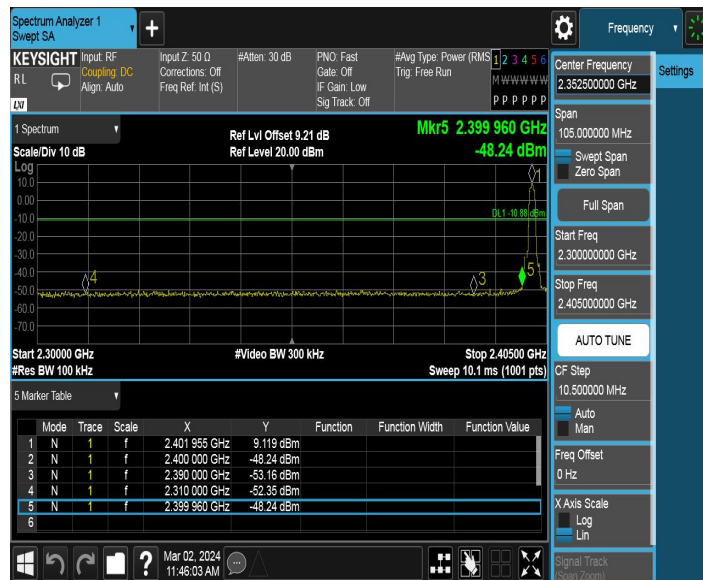 Spectrum Analyzer 1
Swept SA
+
Frequency
KEYSIGHT
RL
LXI
Input: RF
Coupling: DC
Align: Auto
Input Z: 50 Ω
Corrections: Off
Freq Ref: Int (S)
#Atten: 30 dB
PNO: Fast
Gate: Off
IF Gain: Low
Sig Track: Off
#Avg Type: Power (RMS
Trig: Free Run
1 2 3 4 5 6
M W W W W W
P P P P P P
Center Frequency
2.352500000 GHz
Settings
Span
105.000000 MHz
Swept Span
Zero Span
Full Span
Start Freq
2.300000000 GHz
Stop Freq
2.405000000 GHz
AUTO TUNE
CF Step
10.500000 MHz
Auto
Man
Freq Offset
0 Hz
X Axis Scale
Log
Lin
Signal Track
(Span Zoom)
1 Spectrum
Scale/Div 10 dB
Ref Lvl Offset 9.21 dB
Ref Level 20.00 dBm
Mkr5 2.399 960 GHz
-48.24 dBm
Log
10.0
0.00
-10.0
-20.0
-30.0
-40.0
-50.0
-60.0
-70.0
1
DL1 -10.88 dBm
4
3
5
Start 2.30000 GHz
#Res BW 100 kHz
#Video BW 300 kHz
Stop 2.40500 GHz
Sweep 10.1 ms (1001 pts)
5 Marker Table
Mode Trace Scale X Y Function Function Width Function Value
1 N 1 f 2.401 955 GHz 9.119 dBm
2 N 1 f 2.400 000 GHz -48.24 dBm
3 N 1 f 2.390 000 GHz -53.16 dBm
4 N 1 f 2.310 000 GHz -52.35 dBm
5 N 1 f 2.399 960 GHz -48.24 dBm
6
?
Mar 02, 2024
11:46:03 AM